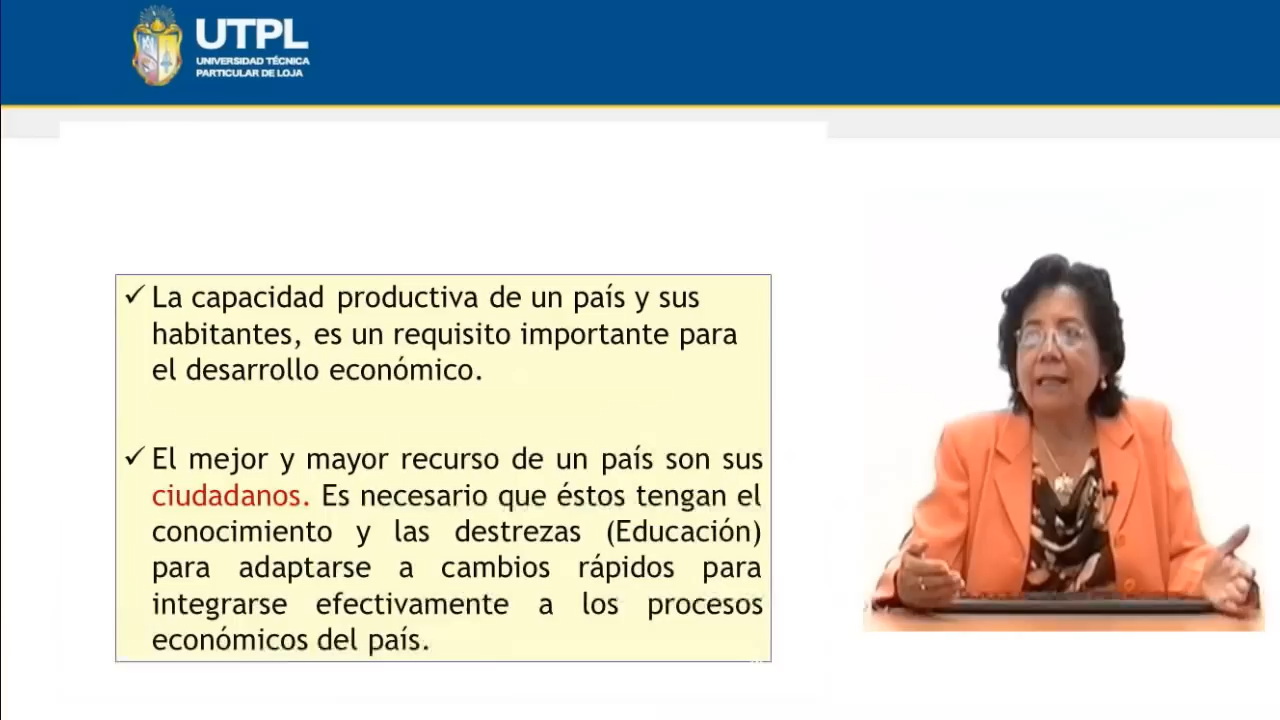 UTPL
UNIVERSIDAD TÉCNICA
PARTICULAR DE LOJA
✓ La capacidad productiva de un país y sus
habitantes, es un requisito importante para
el desarrollo económico.
✓ El mejor y mayor recurso de un país son sus
ciudadanos. Es necesario que éstos tengan el
conocimiento y las destrezas (Educación)
para adaptarse a cambios rápidos para
integrarse efectivamente a los procesos
económicos del país.